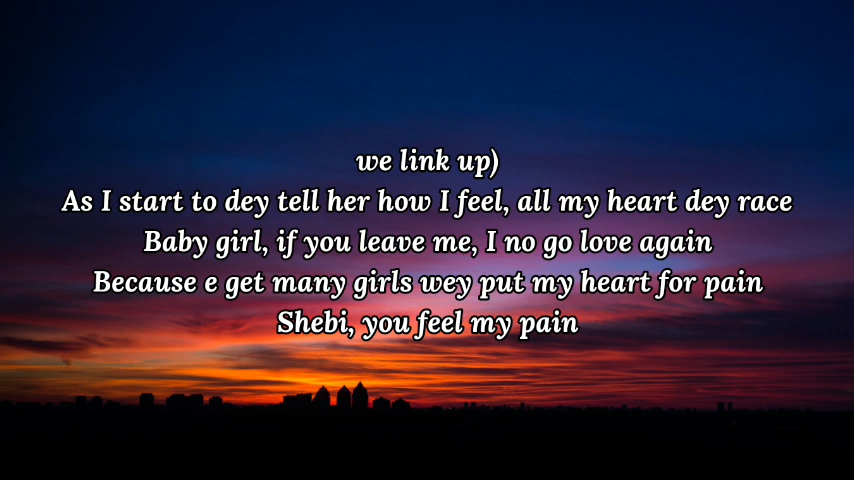 we link up)
As I start to dey tell her how I feel, all my heart dey race
Baby girl, if you leave me, I no go love again
Because e get many girls wey put my heart for pain
Shebi, you feel my pain